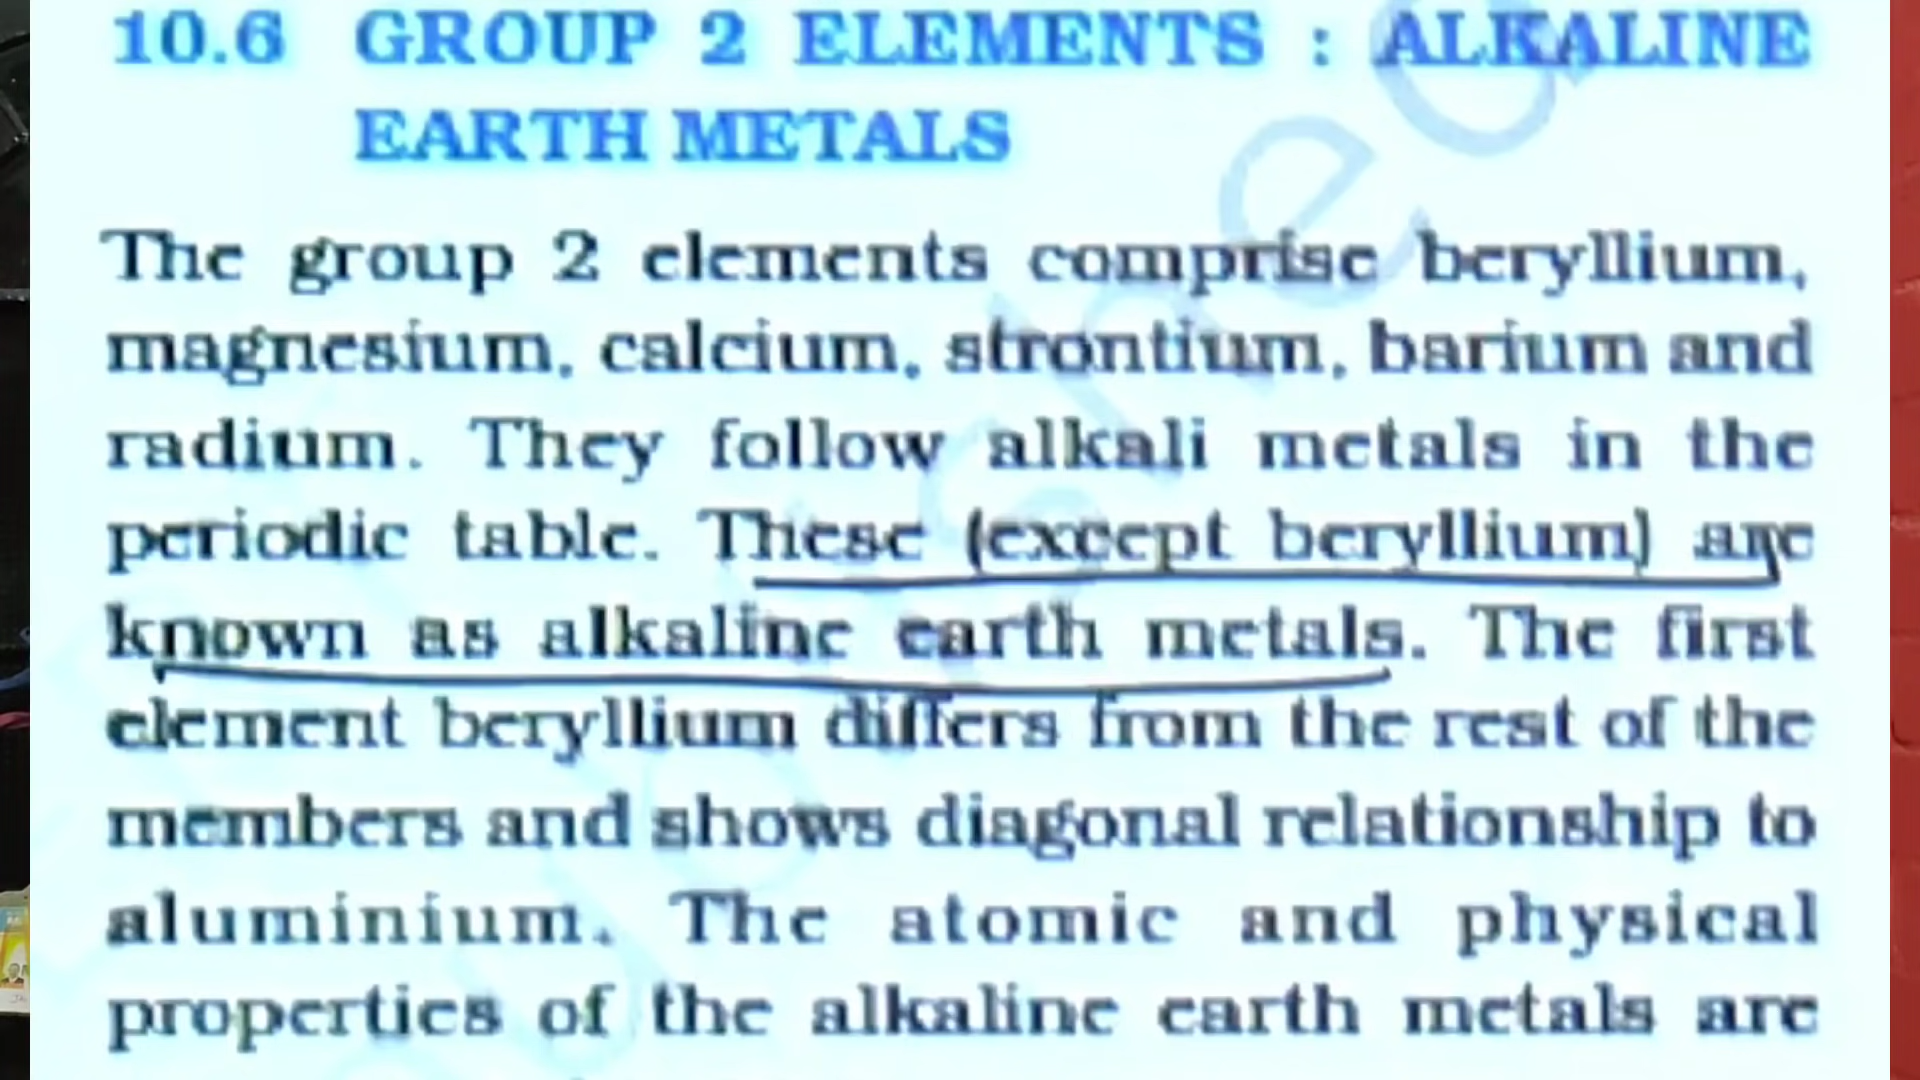 10.6 GROUP 2 ELEMENTS : ALKALINE
EARTH METALS
The group 2 elements comprise beryllium,
magnesium, calcium, strontium, barium and
radium. They follow alkali metals in the
periodic table. These (except beryllium) are
known as alkaline earth metals. The first
element beryllium differs from the rest of the
members and shows diagonal relationship to
aluminium. The atomic and physical
properties of the alkaline earth metals are